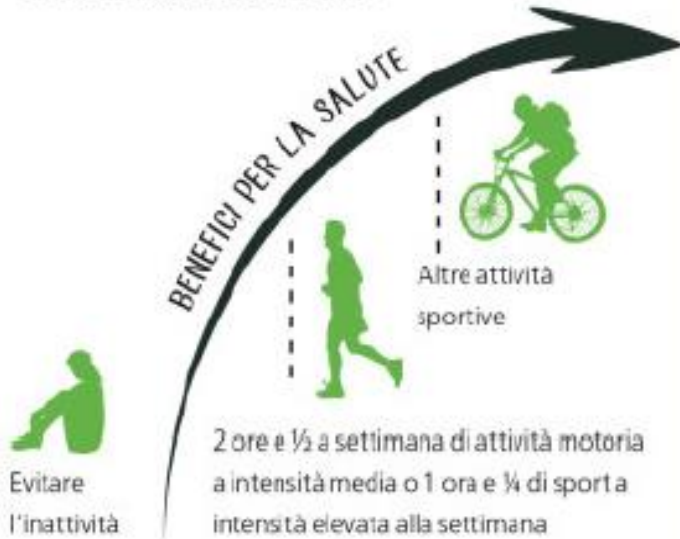 BENEFICI PER LA SALUTE
Altre attività
sportive
Evitare
l'inattività
2 ore e ½ a settimana di attività motoria
a intensità media o 1 ora e ¼ di sport a
intensità elevata alla settimana